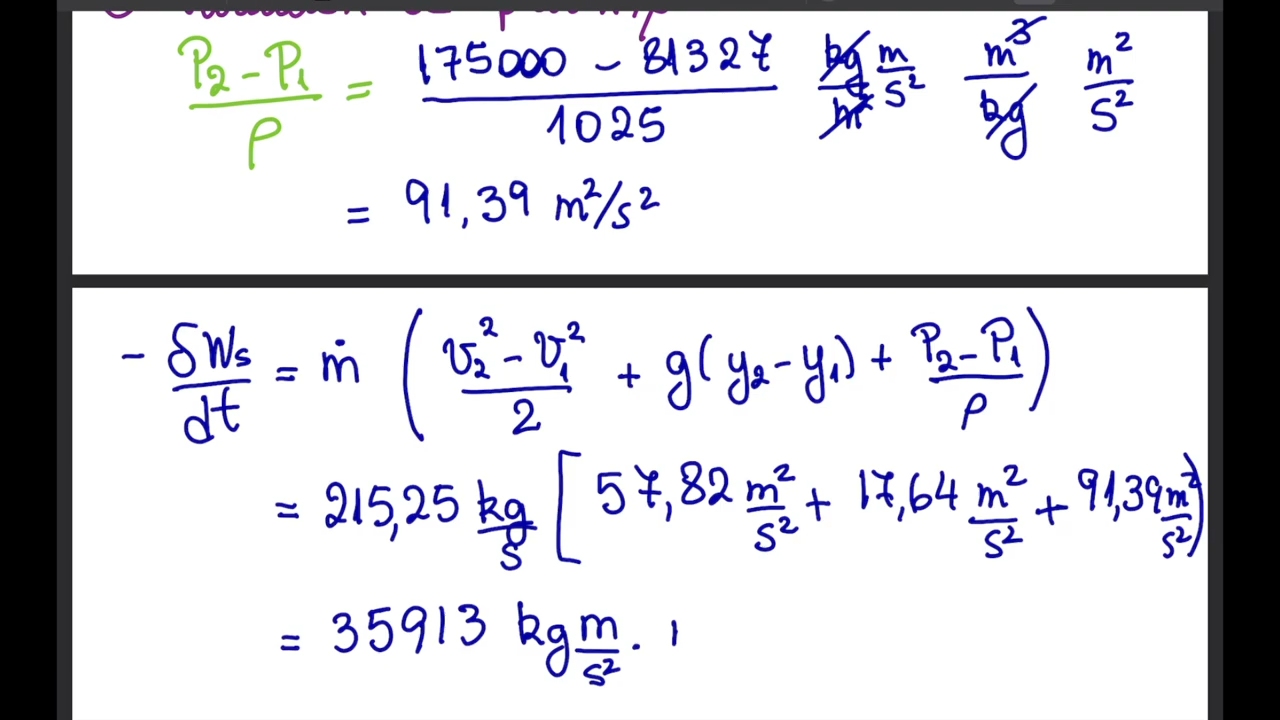 P₂ - P₁ / ρ = 175000 - 81327 / 1025 kg/m² m/s² m³/kg m²/s²
= 91,39 m²/s²
- δWs/dt = ṁ ( v₂² - v₁² / 2 + g(y₂ - y₁) + P₂ - P₁ / ρ )
= 215,25 kg/s [ 57,82 m²/s² + 17,64 m²/s² + 91,39 m²/s² )
= 35913 kg m/s² .